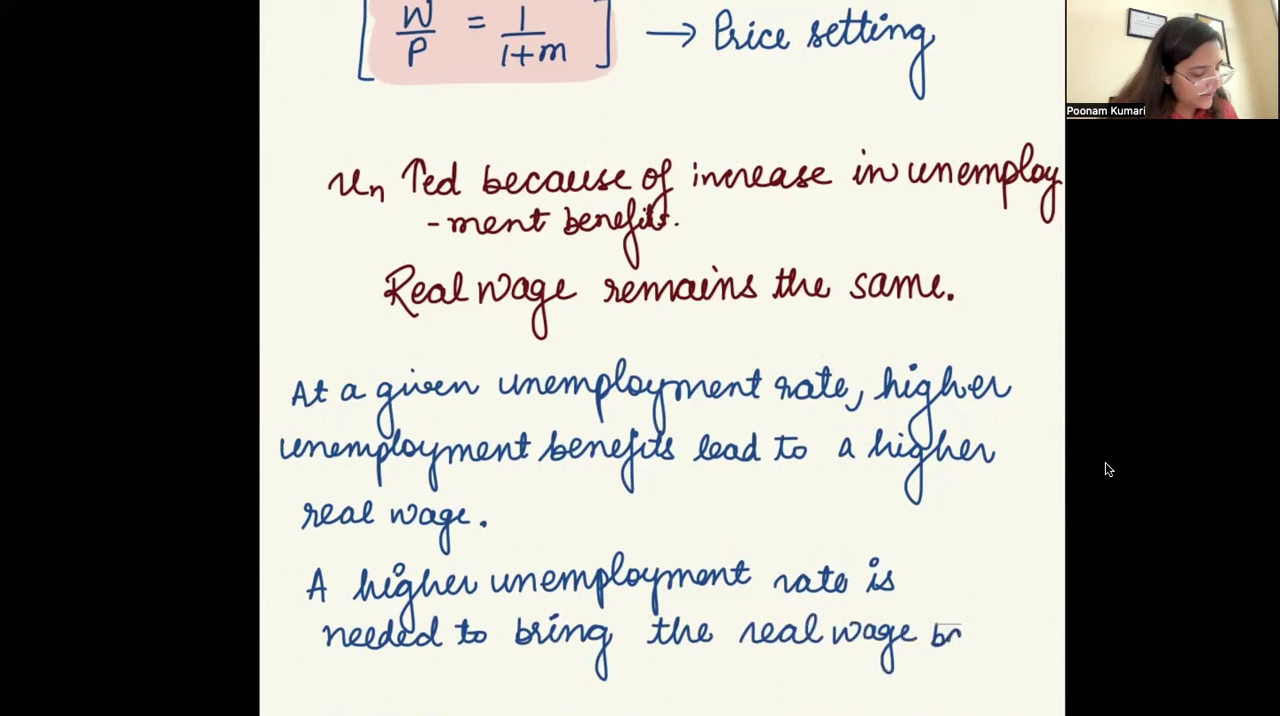 [ W/P = 1/1+m ] → Price setting
Poonam Kumari
un ↑ed because of increase in unemploy
-ment benefits.
Real wage remains the same.
At a given unemployment rate, higher
unemployment benefits lead to a higher
real wage.
A higher unemployment rate is
needed to bring the real wage